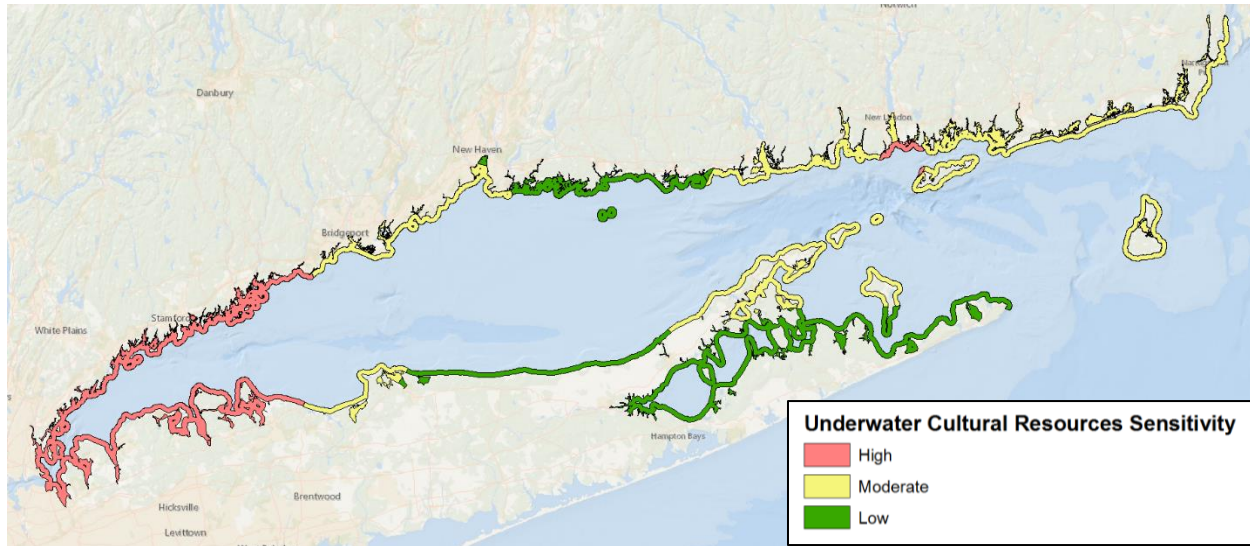 Norwich
Danbury
New Haven
New London
Bridgeport
Stamford
White Plains
Hampton Bays
Underwater Cultural Resources Sensitivity
High
Moderate
Low
Brentwood
Hicksville
Levittown